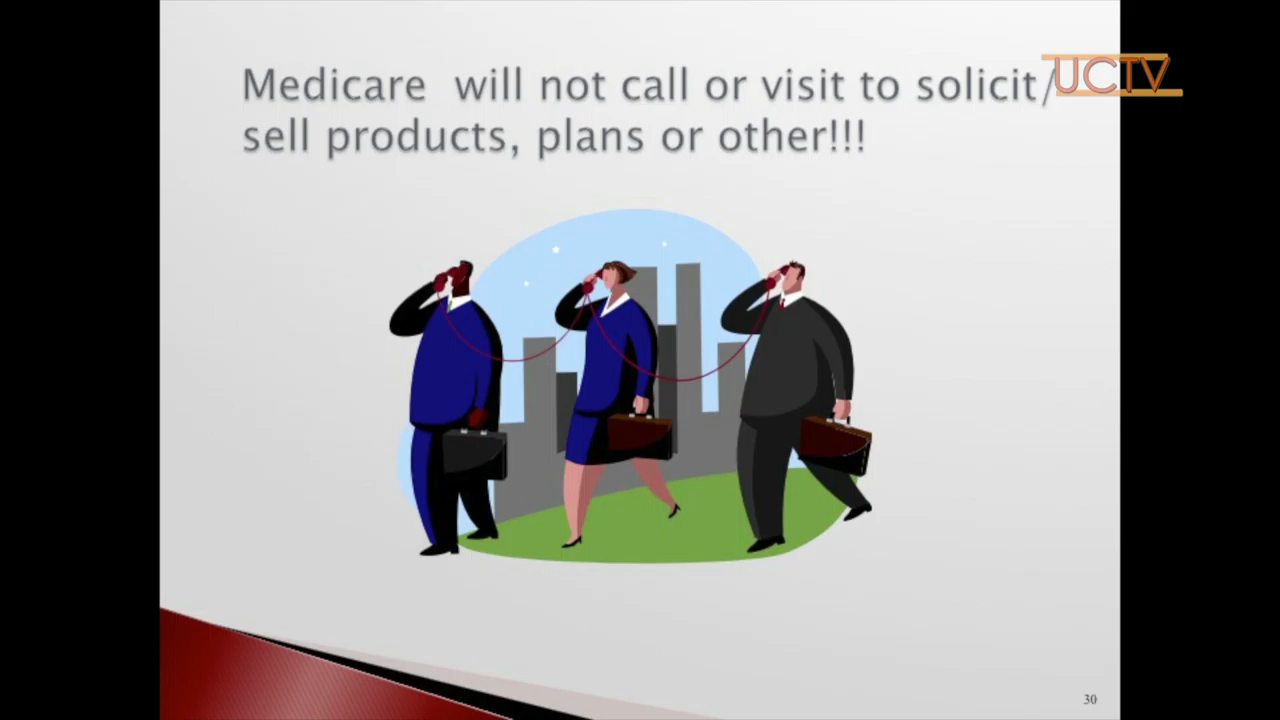 Medicare  will not call or visit to solicit/
sell products, plans or other!!!
UCTV
30